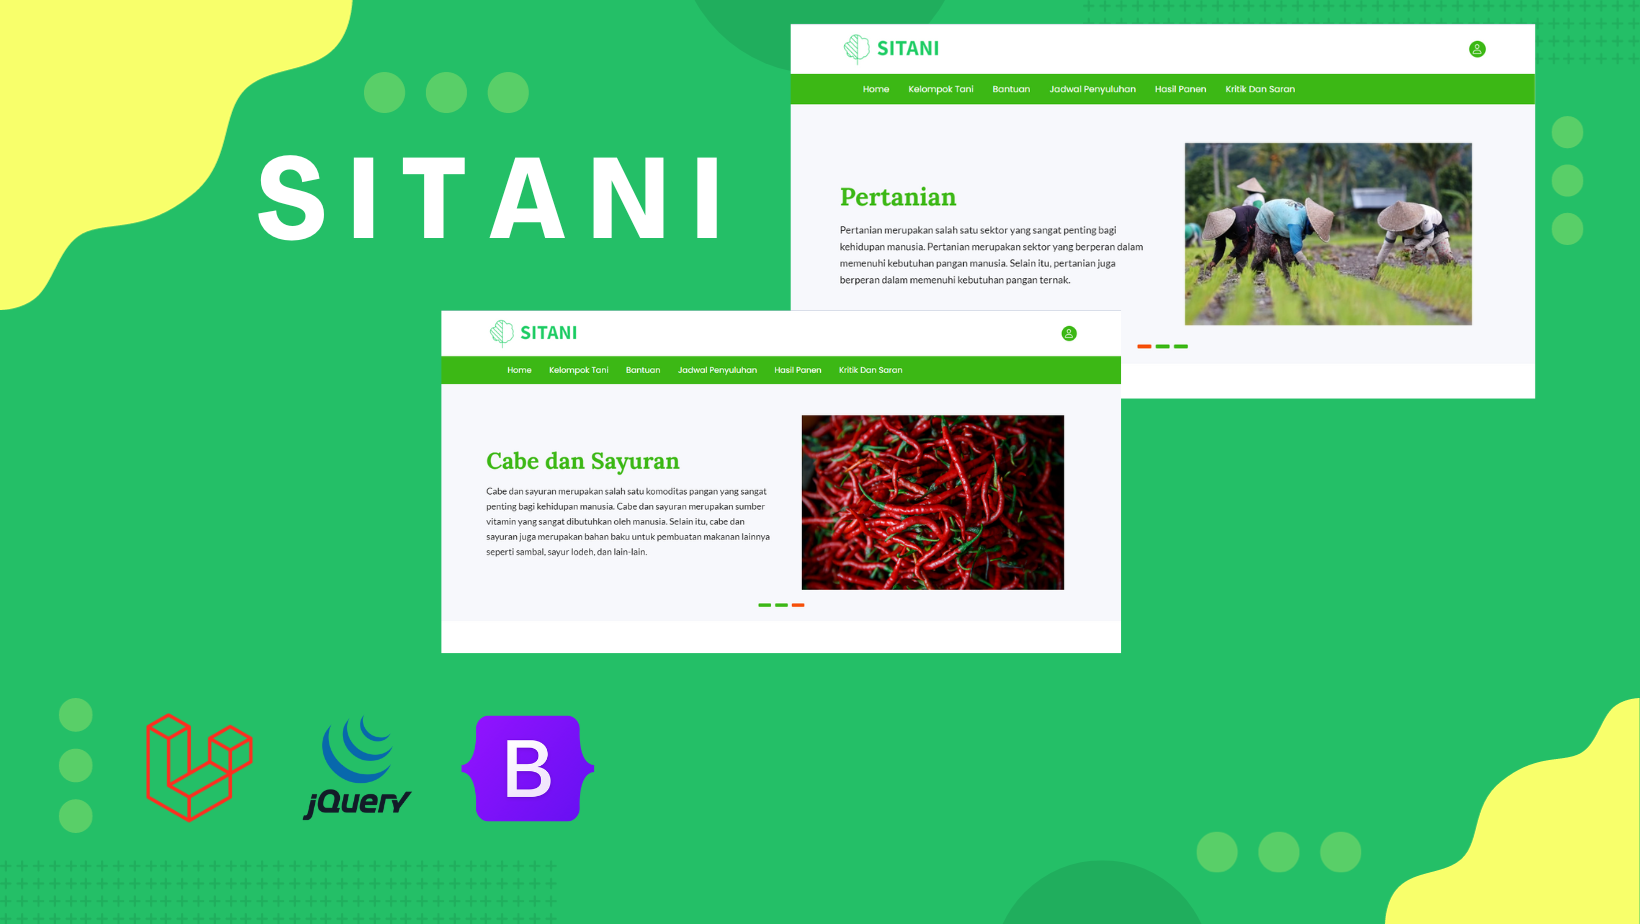 SITANI
SITANI
Home Kelompok Tani Bantuan Jadwal Penyuluhan Hasil Panen Kritik Dan Saran
Pertanian
Pertanian merupakan salah satu sektor yang sangat penting bagi
kehidupan manusia. Pertanian merupakan sektor yang berperan dalam
memenuhi kebutuhan pangan manusia. Selain itu, pertanian juga
berperan dalam memenuhi kebutuhan pangan ternak.
SITANI
Home Kelompok Tani Bantuan Jadwal Penyuluhan Hasil Panen Kritik Dan Saran
Cabe dan Sayuran
Cabe dan sayuran merupakan salah satu komoditas pangan yang sangat
penting bagi kehidupan manusia. Cabe dan sayuran merupakan sumber
vitamin yang sangat dibutuhkan oleh manusia. Selain itu, cabe dan
sayuran juga merupakan bahan baku untuk pembuatan makanan lainnya
seperti sambal, sayur lodeh, dan lain-lain.
jQuery
B